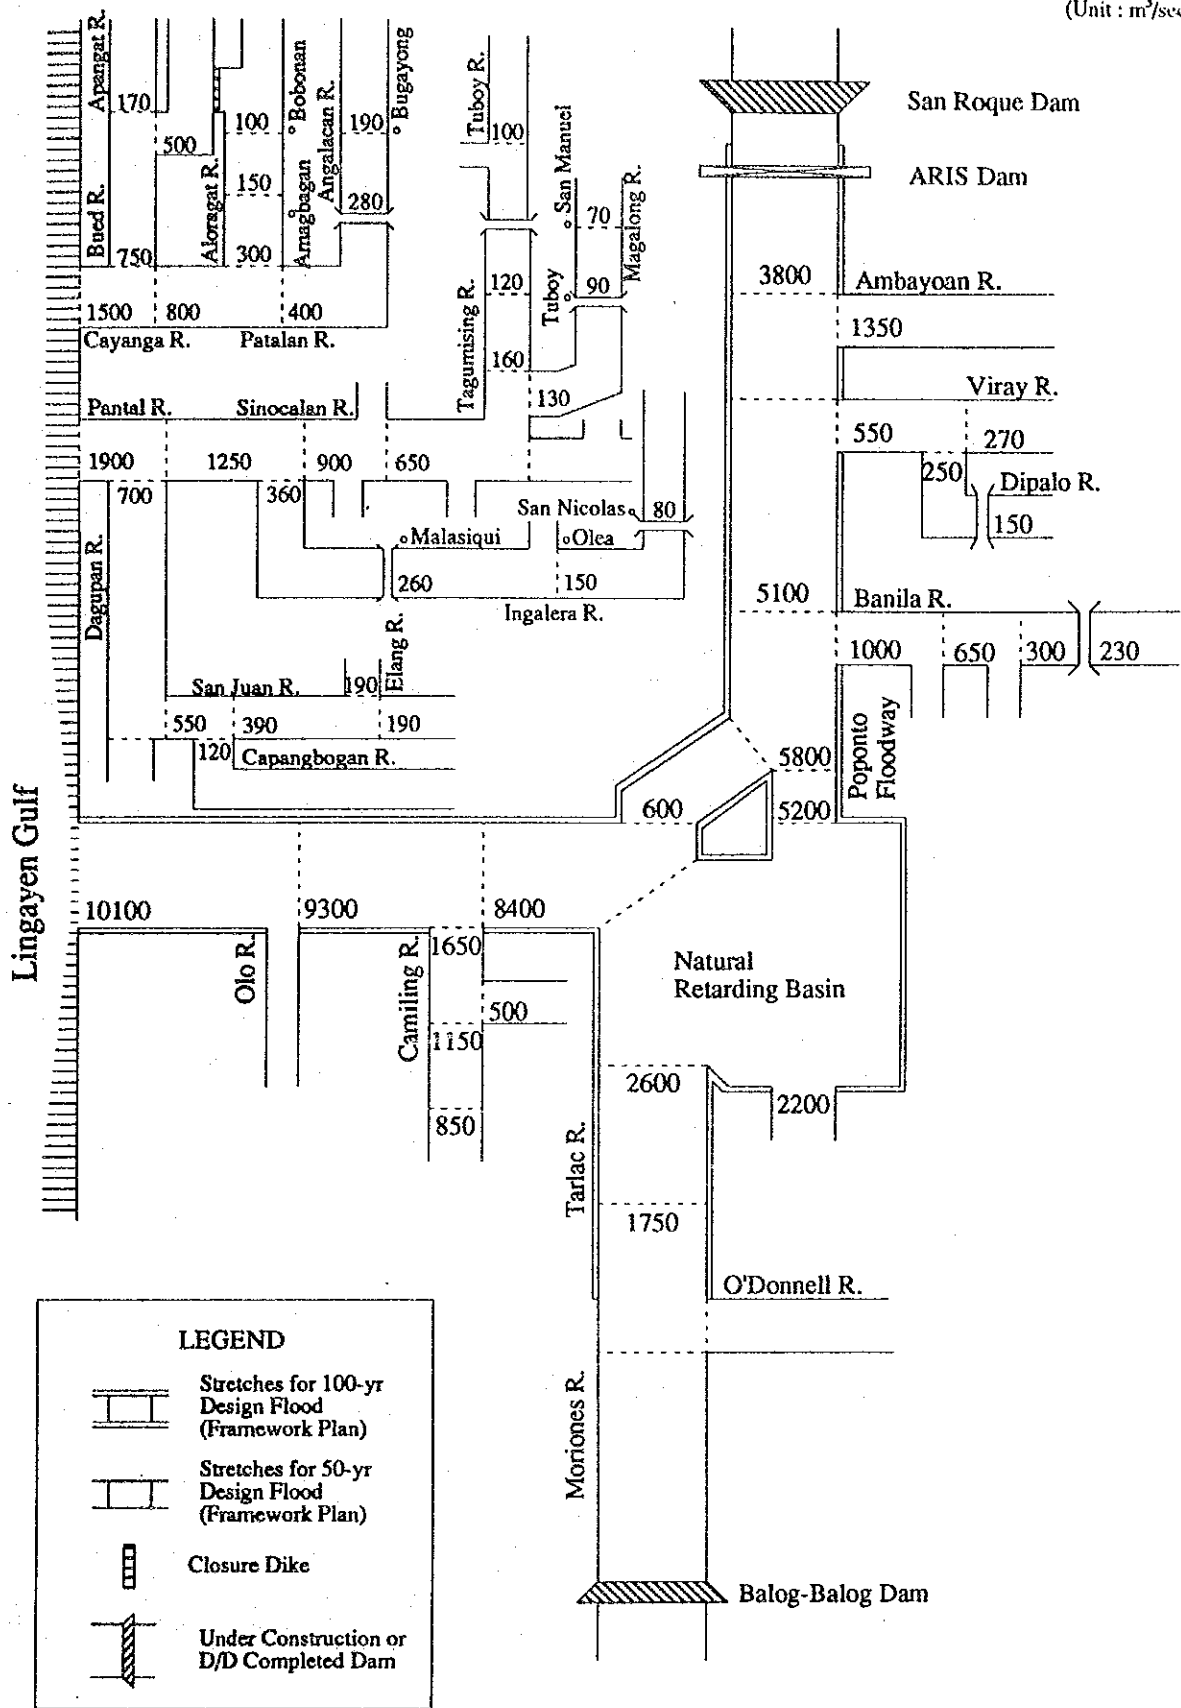 (Unit : m³/sec
Apangat R.
170
500
Bued R.
750
Aloragat R.
100
150
300
Bobonan
Amagbagan
Angalacan R.
190
280
Bugayong
Tuboy R.
100
San Manuel
70
Magalong R.
90
Tuboy
120
160
130
Tagumising R.
San Roque Dam
ARIS Dam
3800
Ambayoan R.
1350
Viray R.
550
270
250
Dipalo R.
150
1500
800
400
Cayanga R.
Patalan R.
Pantal R.
Sinocalan R.
1900
1250
900
650
700
360
San Nicolas
80
Malasiqui
Olea
260
150
Ingalera R.
Dagupan R.
Elang R.
San Juan R.
190
550
390
190
120
Capangbogan R.
5100
Banila R.
1000
650
300
230
Poponto
Floodway
5800
600
5200
Lingayen Gulf
10100
9300
8400
Olo R.
Camiling R.
1650
500
1150
850
Natural
Retarding Basin
2600
2200
Tarlac R.
1750
O'Donnell R.
Moriones R.
Balog-Balog Dam
LEGEND
Stretches for 100-yr
Design Flood
(Framework Plan)
Stretches for 50-yr
Design Flood
(Framework Plan)
Closure Dike
Under Construction or
D/D Completed Dam